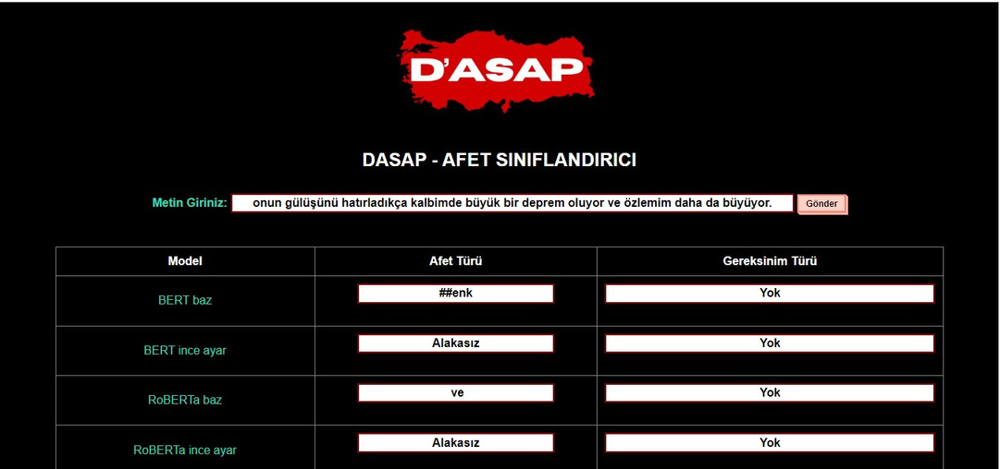 D'ASAP
DASAP - AFET SINIFLANDIRICI
Metin Giriniz: onun gülüşünü hatırladıkça kalbimde büyük bir deprem oluyor ve özlemim daha da büyüyor. Gönder
Model Afet Türü Gereksinim Türü
BERT baz ##enk Yok
BERT ince ayar Alakasız Yok
RoBERTa baz ve Yok
RoBERTa ince ayar Alakasız Yok